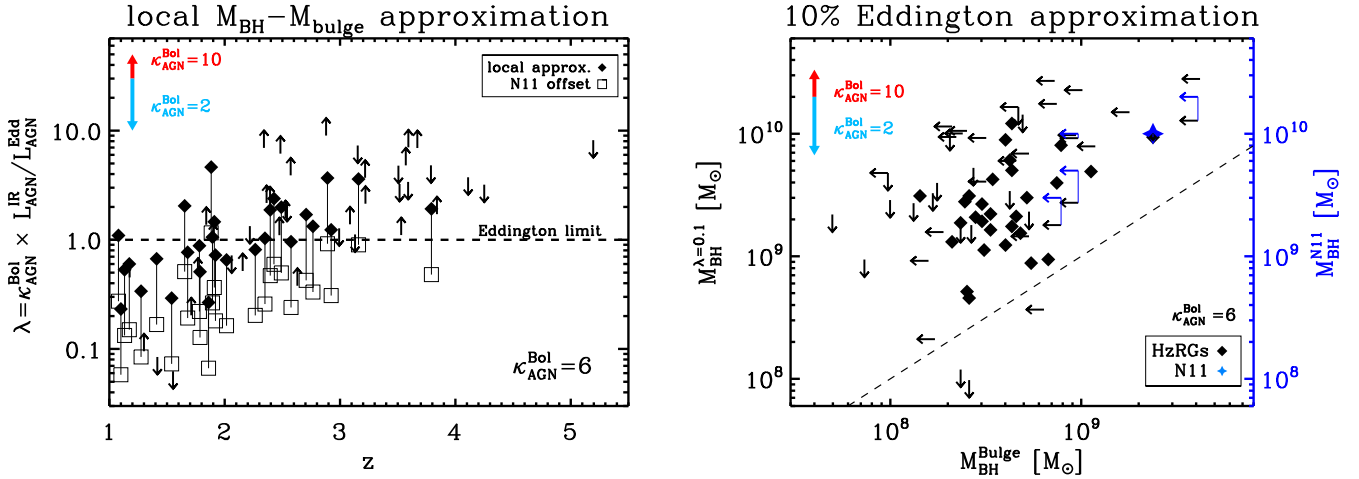 local M_BH−M_bulge approximation
κ_AGN^Bol=10
κ_AGN^Bol=2
local approx.
N11 offset
Eddington limit
κ_AGN^Bol=6
λ=κ_AGN^Bol × L_AGN^IR/L_AGN^Edd
10.0
1.0
0.1
1 2 3 4 5
z
10% Eddington approximation
κ_AGN^Bol=10
κ_AGN^Bol=2
κ_AGN^Bol=6
HzRGs
N11
M_BH^λ=0.1 [M_⊙]
10^10
10^9
10^8
10^8 10^9
M_BH^Bulge [M_⊙]
10^10
10^9
10^8
M_BH^N11 [M_⊙]